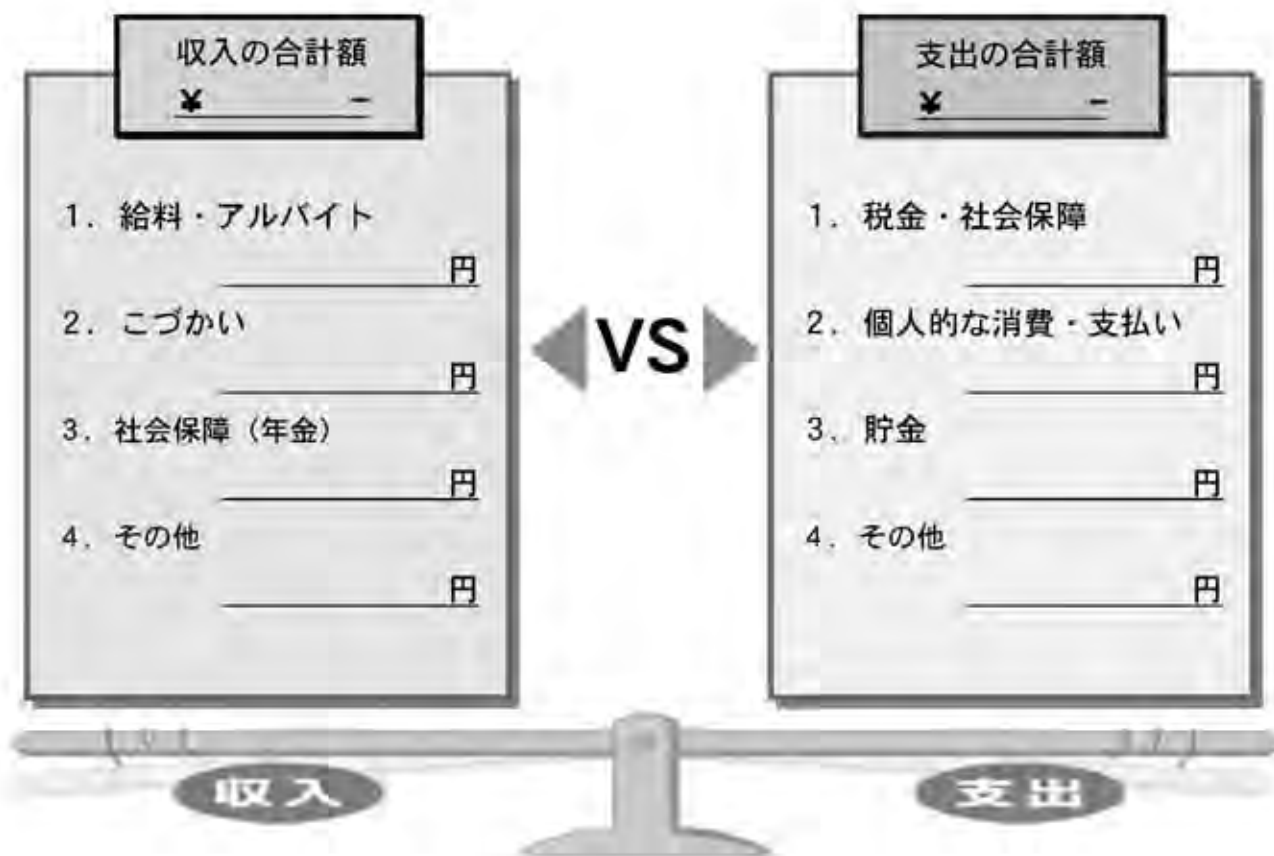 収入の合計額
¥ －
1．給料・アルバイト
円
2．こづかい
円
3．社会保障（年金）
円
4．その他
円
VS
支出の合計額
¥ －
1．税金・社会保障
円
2．個人的な消費・支払い
円
3．貯金
円
4．その他
円
収入
支出